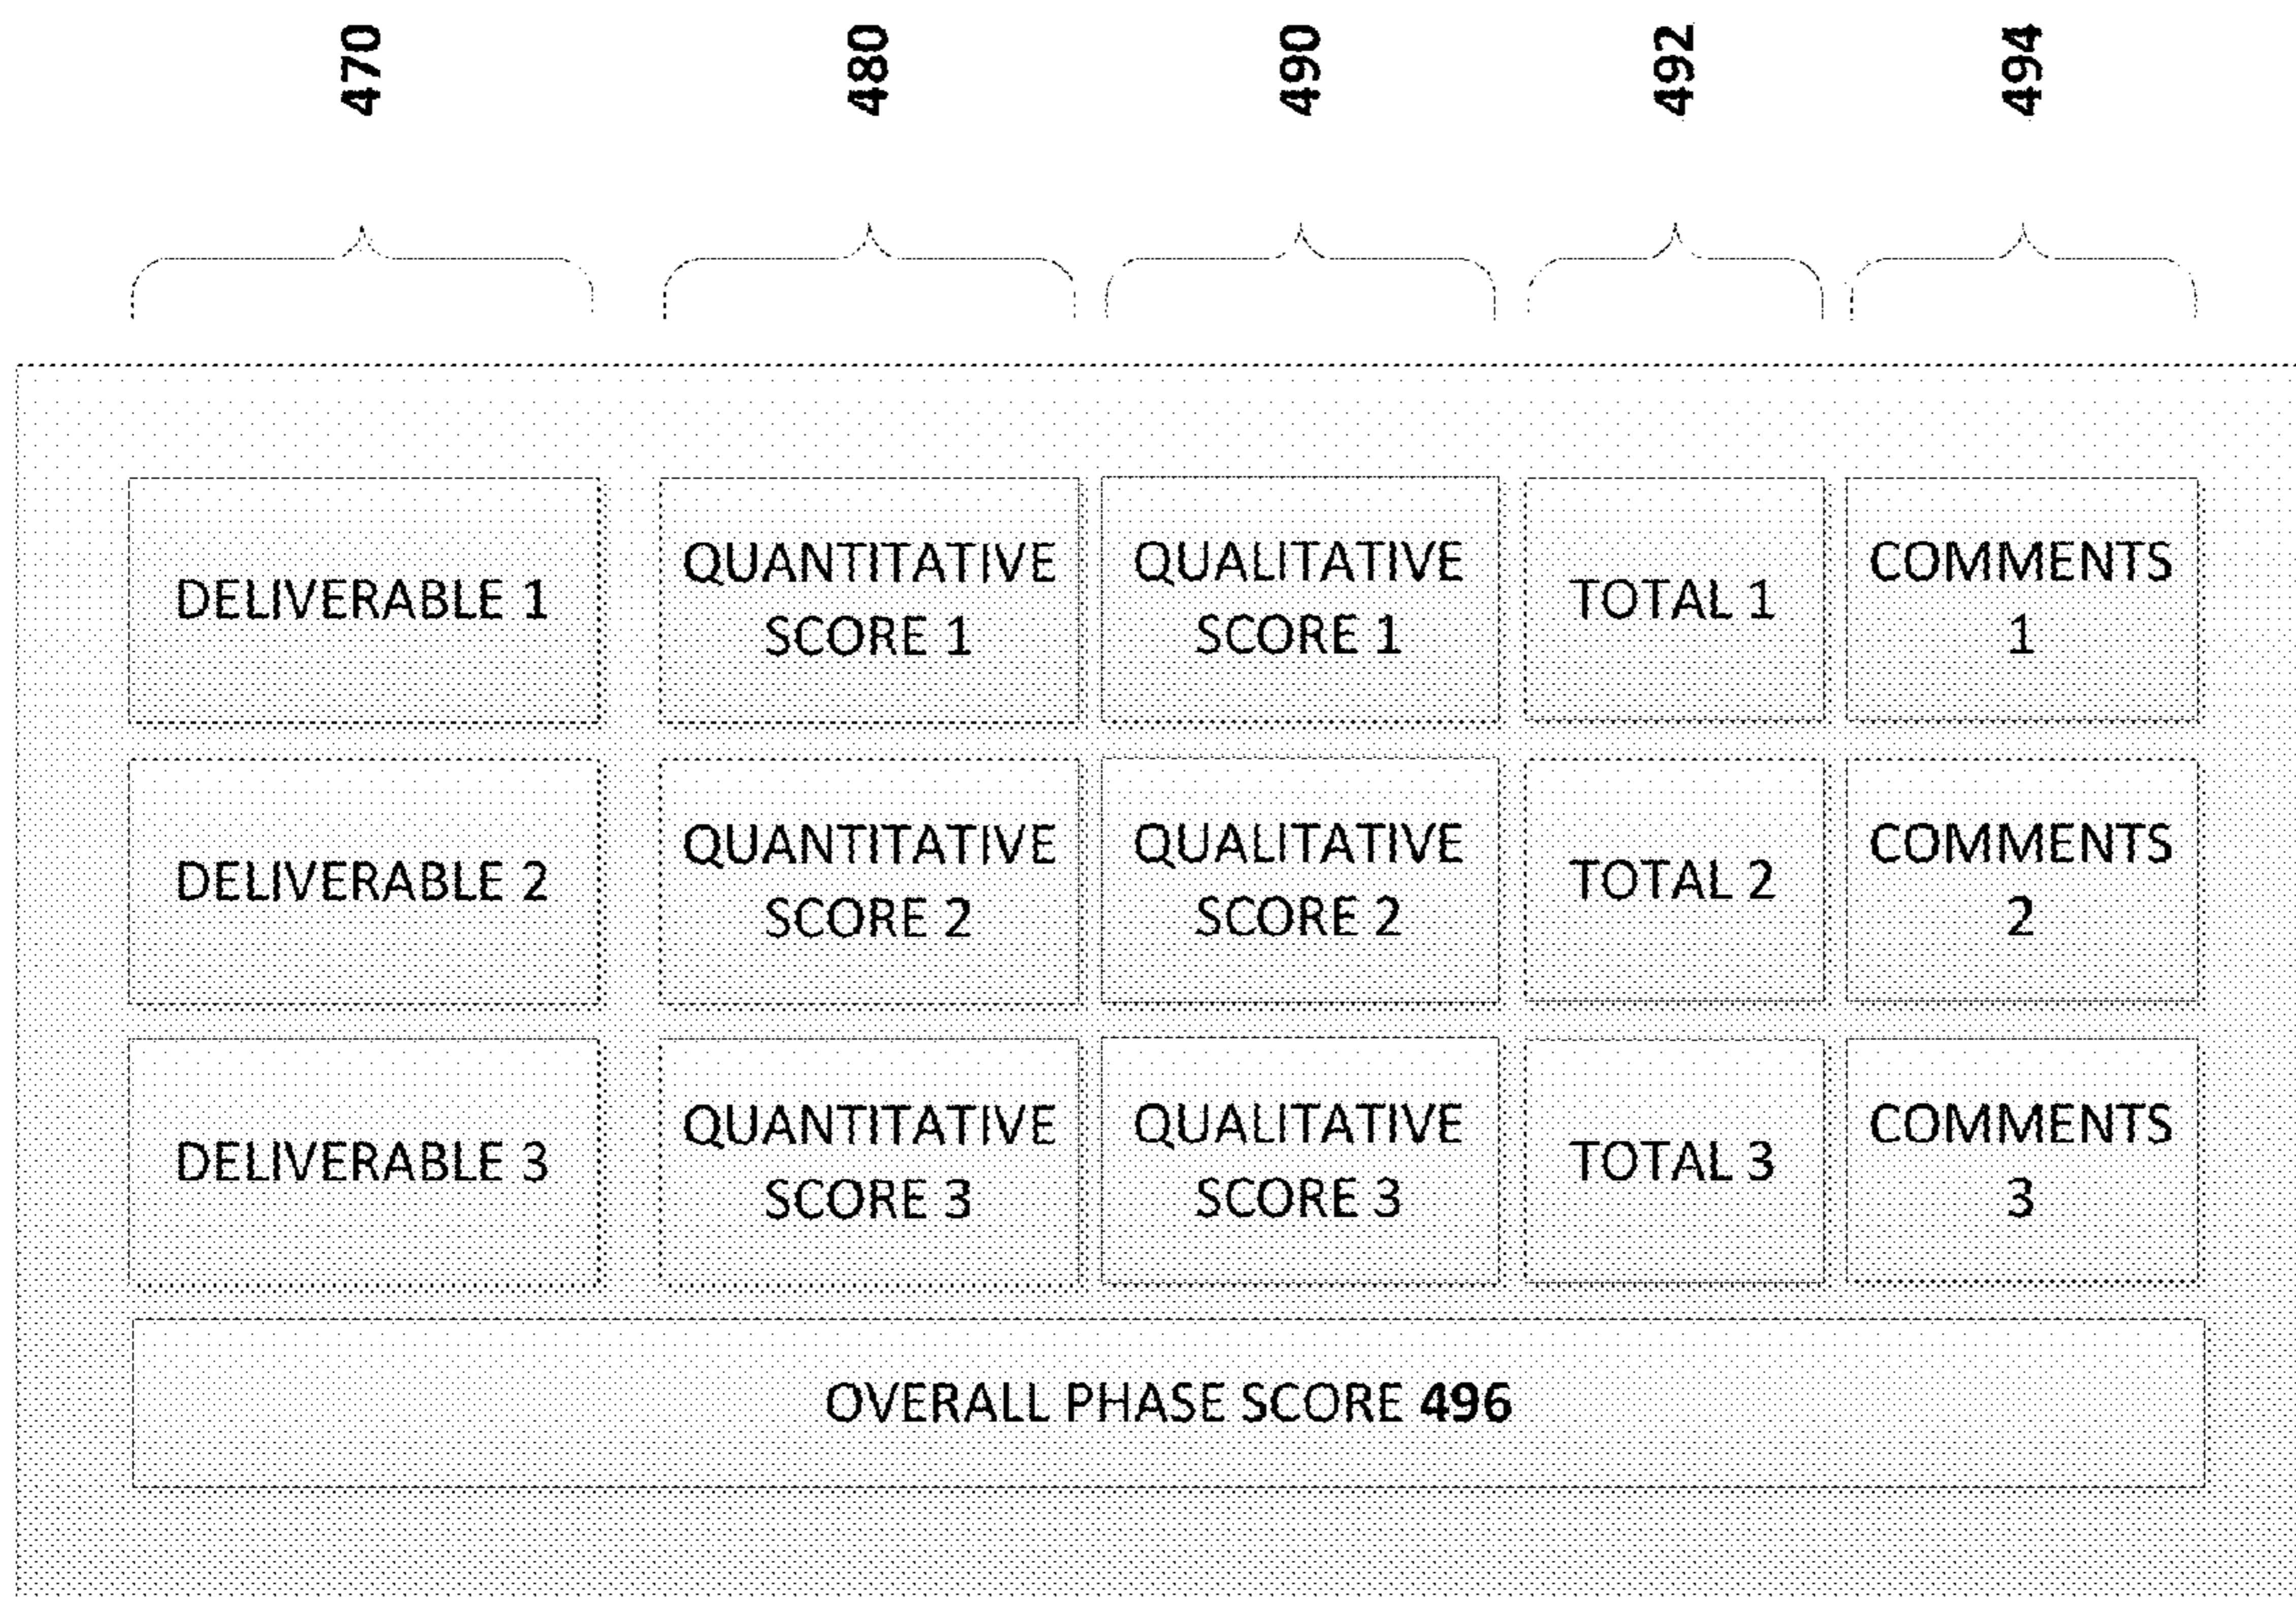 470
480
490
492
494
DELIVERABLE 1
QUANTITATIVE
SCORE 1
QUALITATIVE
SCORE 1
TOTAL 1
COMMENTS
1
DELIVERABLE 2
QUANTITATIVE
SCORE 2
QUALITATIVE
SCORE 2
TOTAL 2
COMMENTS
2
DELIVERABLE 3
QUANTITATIVE
SCORE 3
QUALITATIVE
SCORE 3
TOTAL 3
COMMENTS
3
OVERALL PHASE SCORE 496